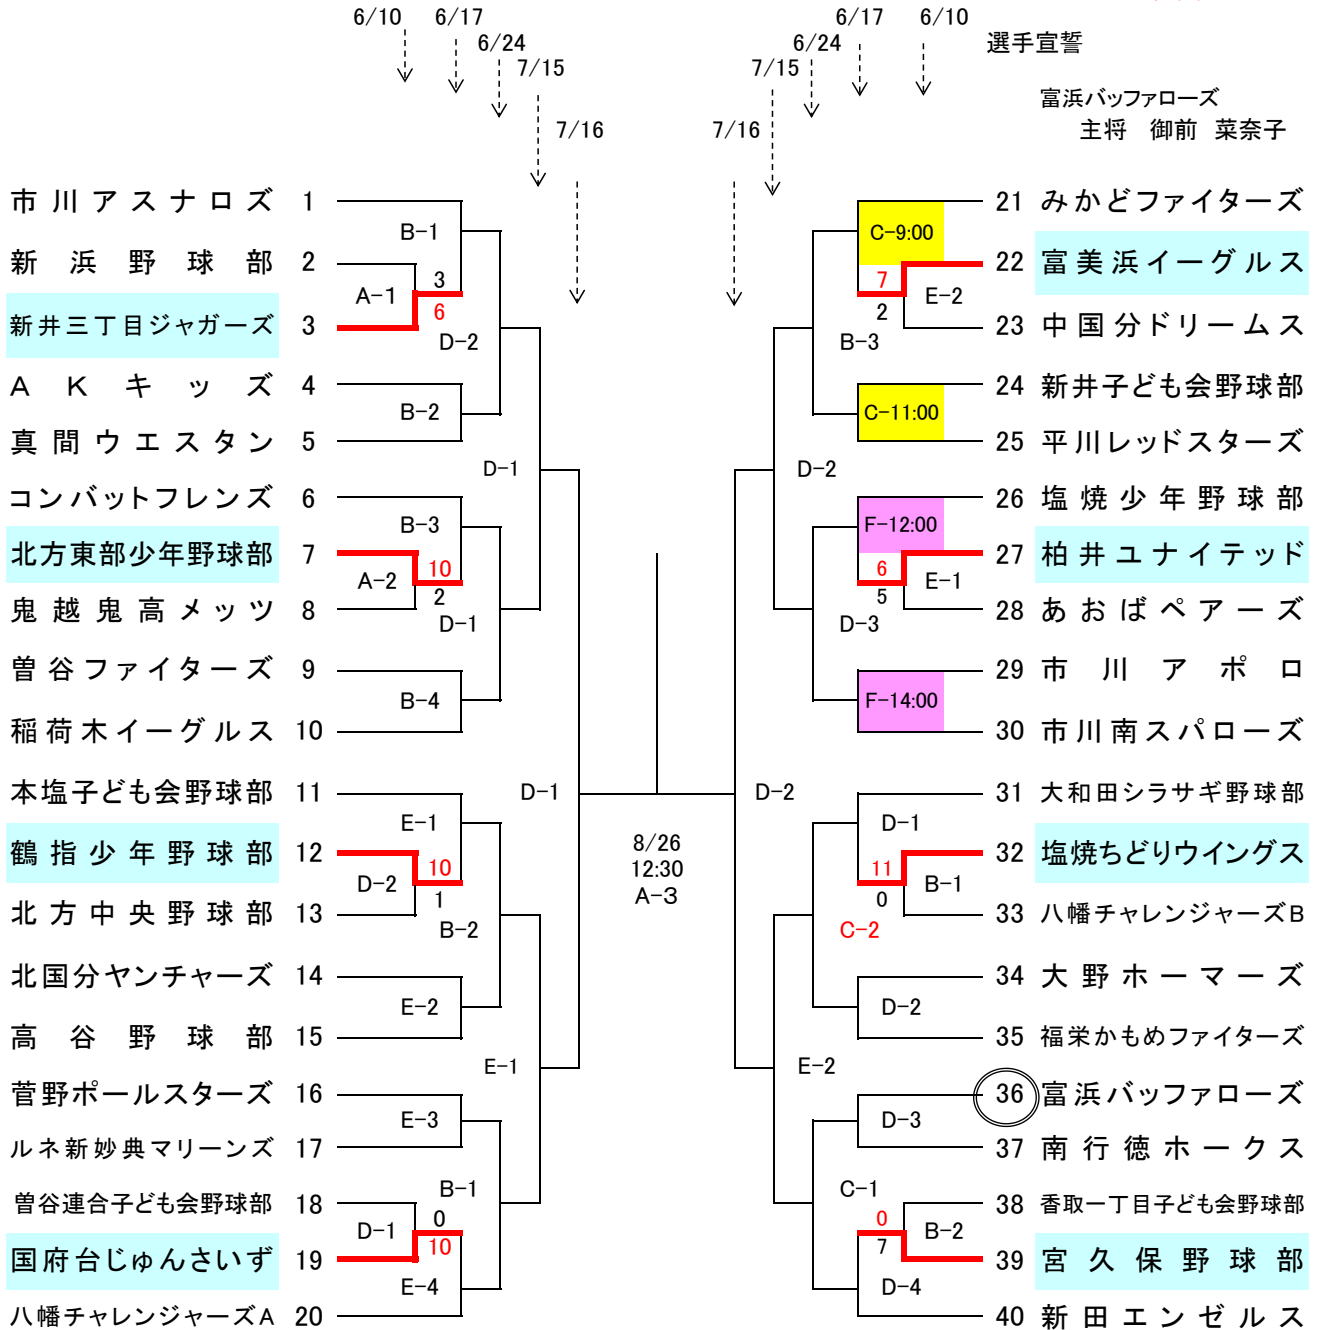 6/10 6/17 6/24 7/15 7/16
7/16 7/15 6/24 6/17 6/10
選手宣誓
富浜バッファローズ
主将 御前 菜奈子
市川アスナロズ 1
B-1
新浜野球部 2
A-1 3
新井三丁目ジャガーズ 3
6
D-2
AKキッズ 4
B-2
真間ウエスタン 5
D-1
コンバットフレンズ 6
B-3
北方東部少年野球部 7
A-2 10
2
鬼越鬼高メッツ 8
D-1
曽谷ファイターズ 9
B-4
稲荷木イーグルス 10
D-1
本塩子ども会野球部 11
E-1
鶴指少年野球部 12
D-2 10
1
北方中央野球部 13
B-2
北国分ヤンチャーズ 14
E-2
高谷野球部 15
E-1
菅野ポールスターズ 16
E-3
ルネ新妙典マリーンズ 17
B-1
曽谷連合子ども会野球部 18
D-1 0
国府台じゅんさいず 19
10
E-4
八幡チャレンジャーズA 20
8/26
12:30
A-3
21 みかどファイターズ
C-9:00
22 富美浜イーグルス
7
2 E-2
23 中国分ドリームス
B-3
24 新井子ども会野球部
C-11:00
25 平川レッドスターズ
D-2
26 塩焼少年野球部
F-12:00
27 柏井ユナイテッド
6
5 E-1
28 あおばペアーズ
D-3
29 市川アポロ
F-14:00
30 市川南スパローズ
D-2
31 大和田シラサギ野球部
D-1
32 塩焼ちどりウイングス
11
0 B-1
33 八幡チャレンジャーズB
C-2
34 大野ホーマーズ
D-2
35 福栄かもめファイターズ
E-2
36 富浜バッファローズ
D-3
37 南行徳ホークス
C-1
38 香取一丁目子ども会野球部
0
7 B-2
39 宮久保野球部
D-4
40 新田エンゼルス